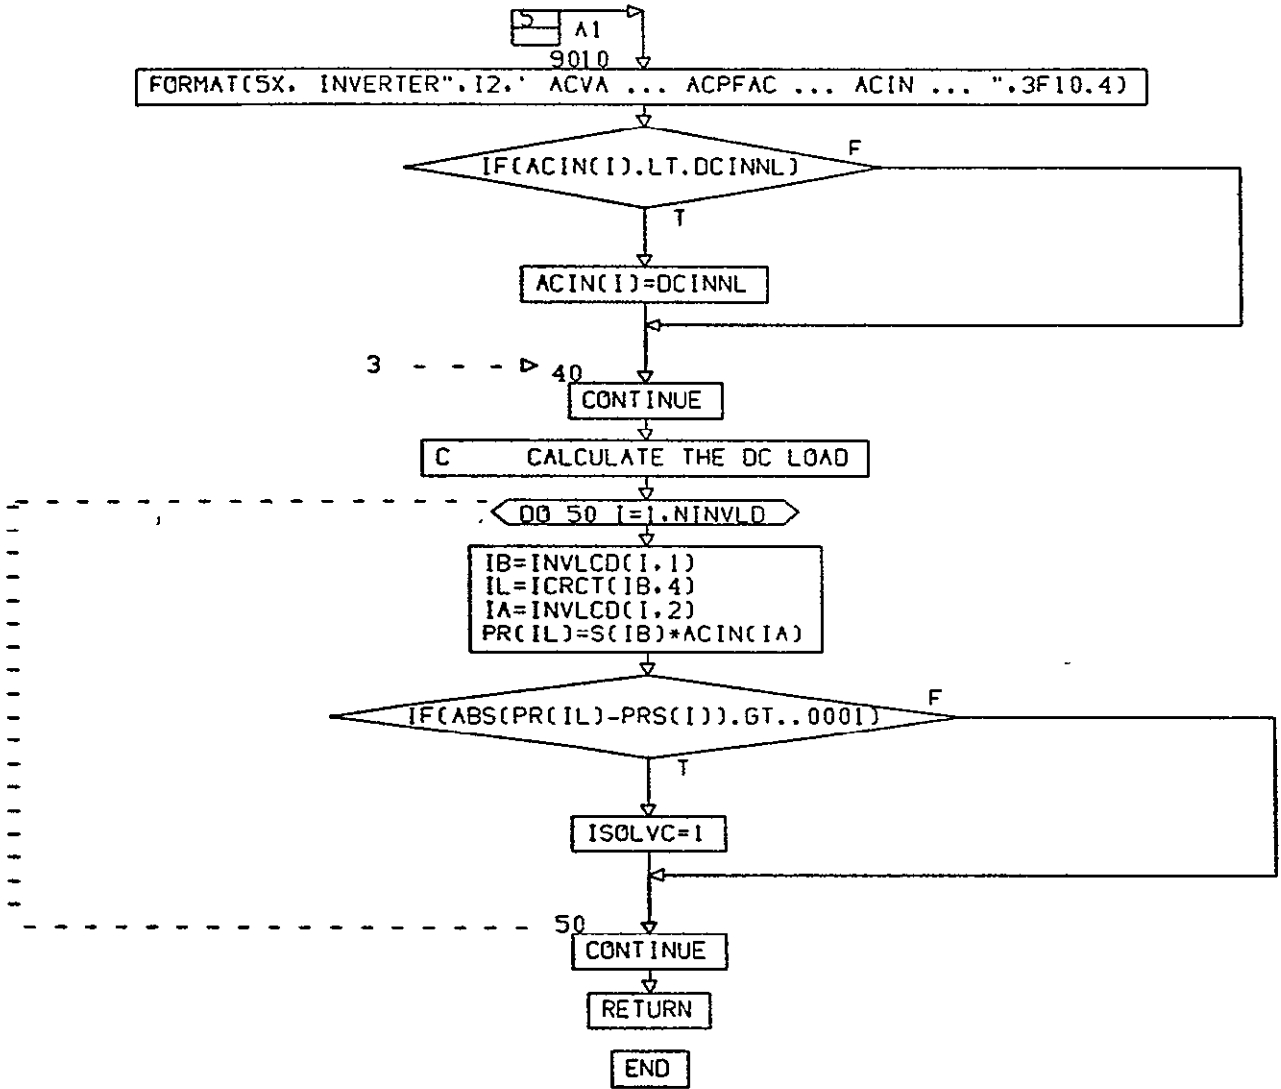 5
A1
9010
FORMAT(5X. INVERTER".I2.' ACVA ... ACPFAC ... ACIN ... ".3F10.4)
IF(ACIN(I).LT.DCINNL)
F
T
ACIN(I)=DCINNL
3
40
CONTINUE
C CALCULATE THE DC LOAD
DO 50 I=1.NINVLD
IB=INVLCD(I.1)
IL=ICRCT(IB.4)
IA=INVLCD(I.2)
PR(IL)=S(IB)*ACIN(IA)
F
IF(ABS(PR(IL)-PRS(I)).GT..0001)
T
ISOLVC=1
50
CONTINUE
RETURN
END